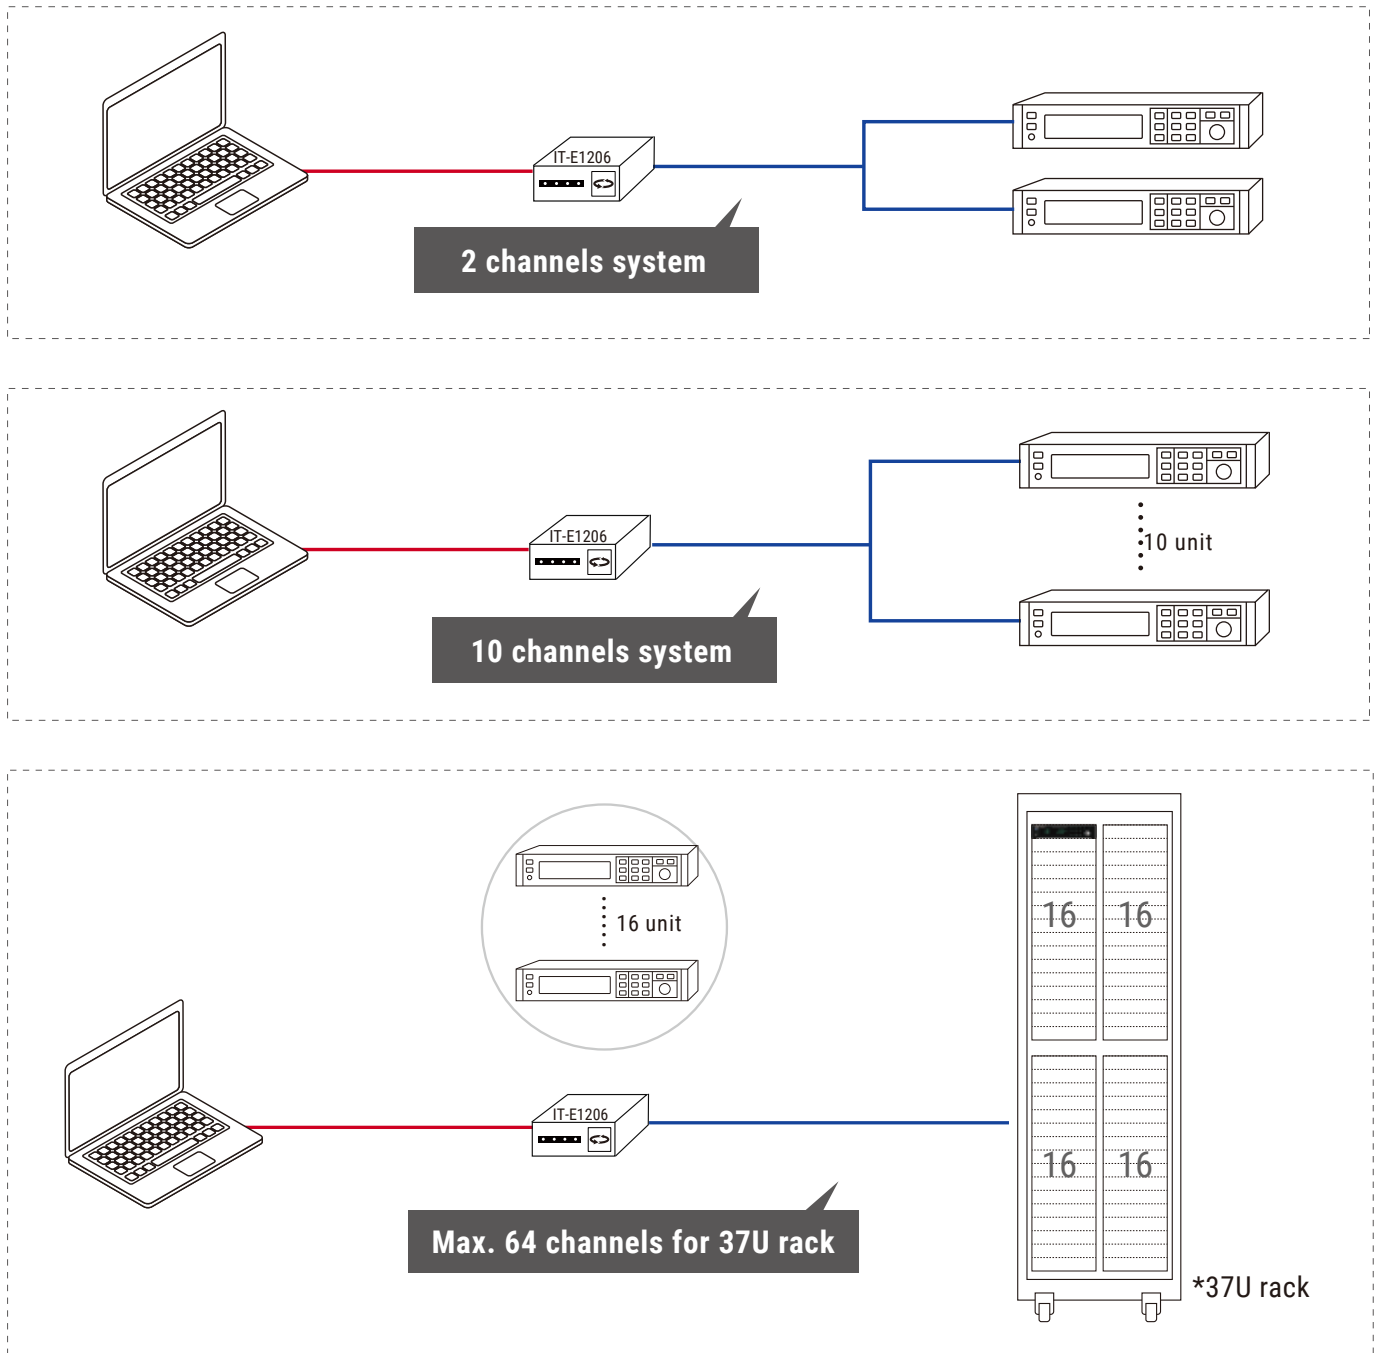 IT-E1206
2 channels system
IT-E1206
10 unit
10 channels system
16 unit
16 16
IT-E1206
16 16
Max. 64 channels for 37U rack
*37U rack